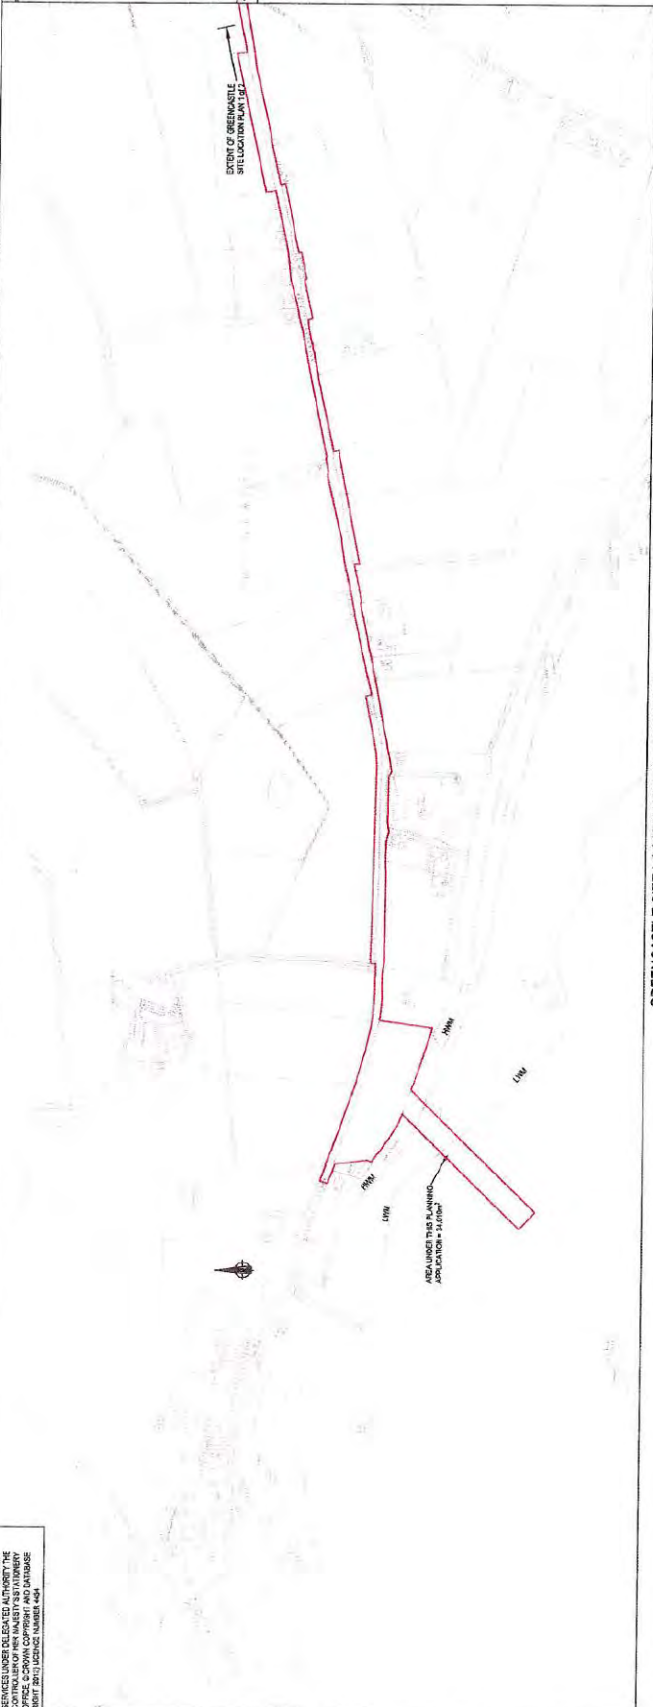 EXTENT OF GREENCASTLE
SITE LOCATION PLAN 1 of 2
HWM
LWM
HWM
LWM
AREA UNDER THIS PLANNING
APPLICATION = 34,010m²
SERVICES UNDER DELEGATED AUTHORITY THE
CONTROLLER OF HER MAJESTY'S STATIONERY
OFFICE, © CROWN COPYRIGHT AND DATABASE
RIGHT (2012) LICENCE NUMBER